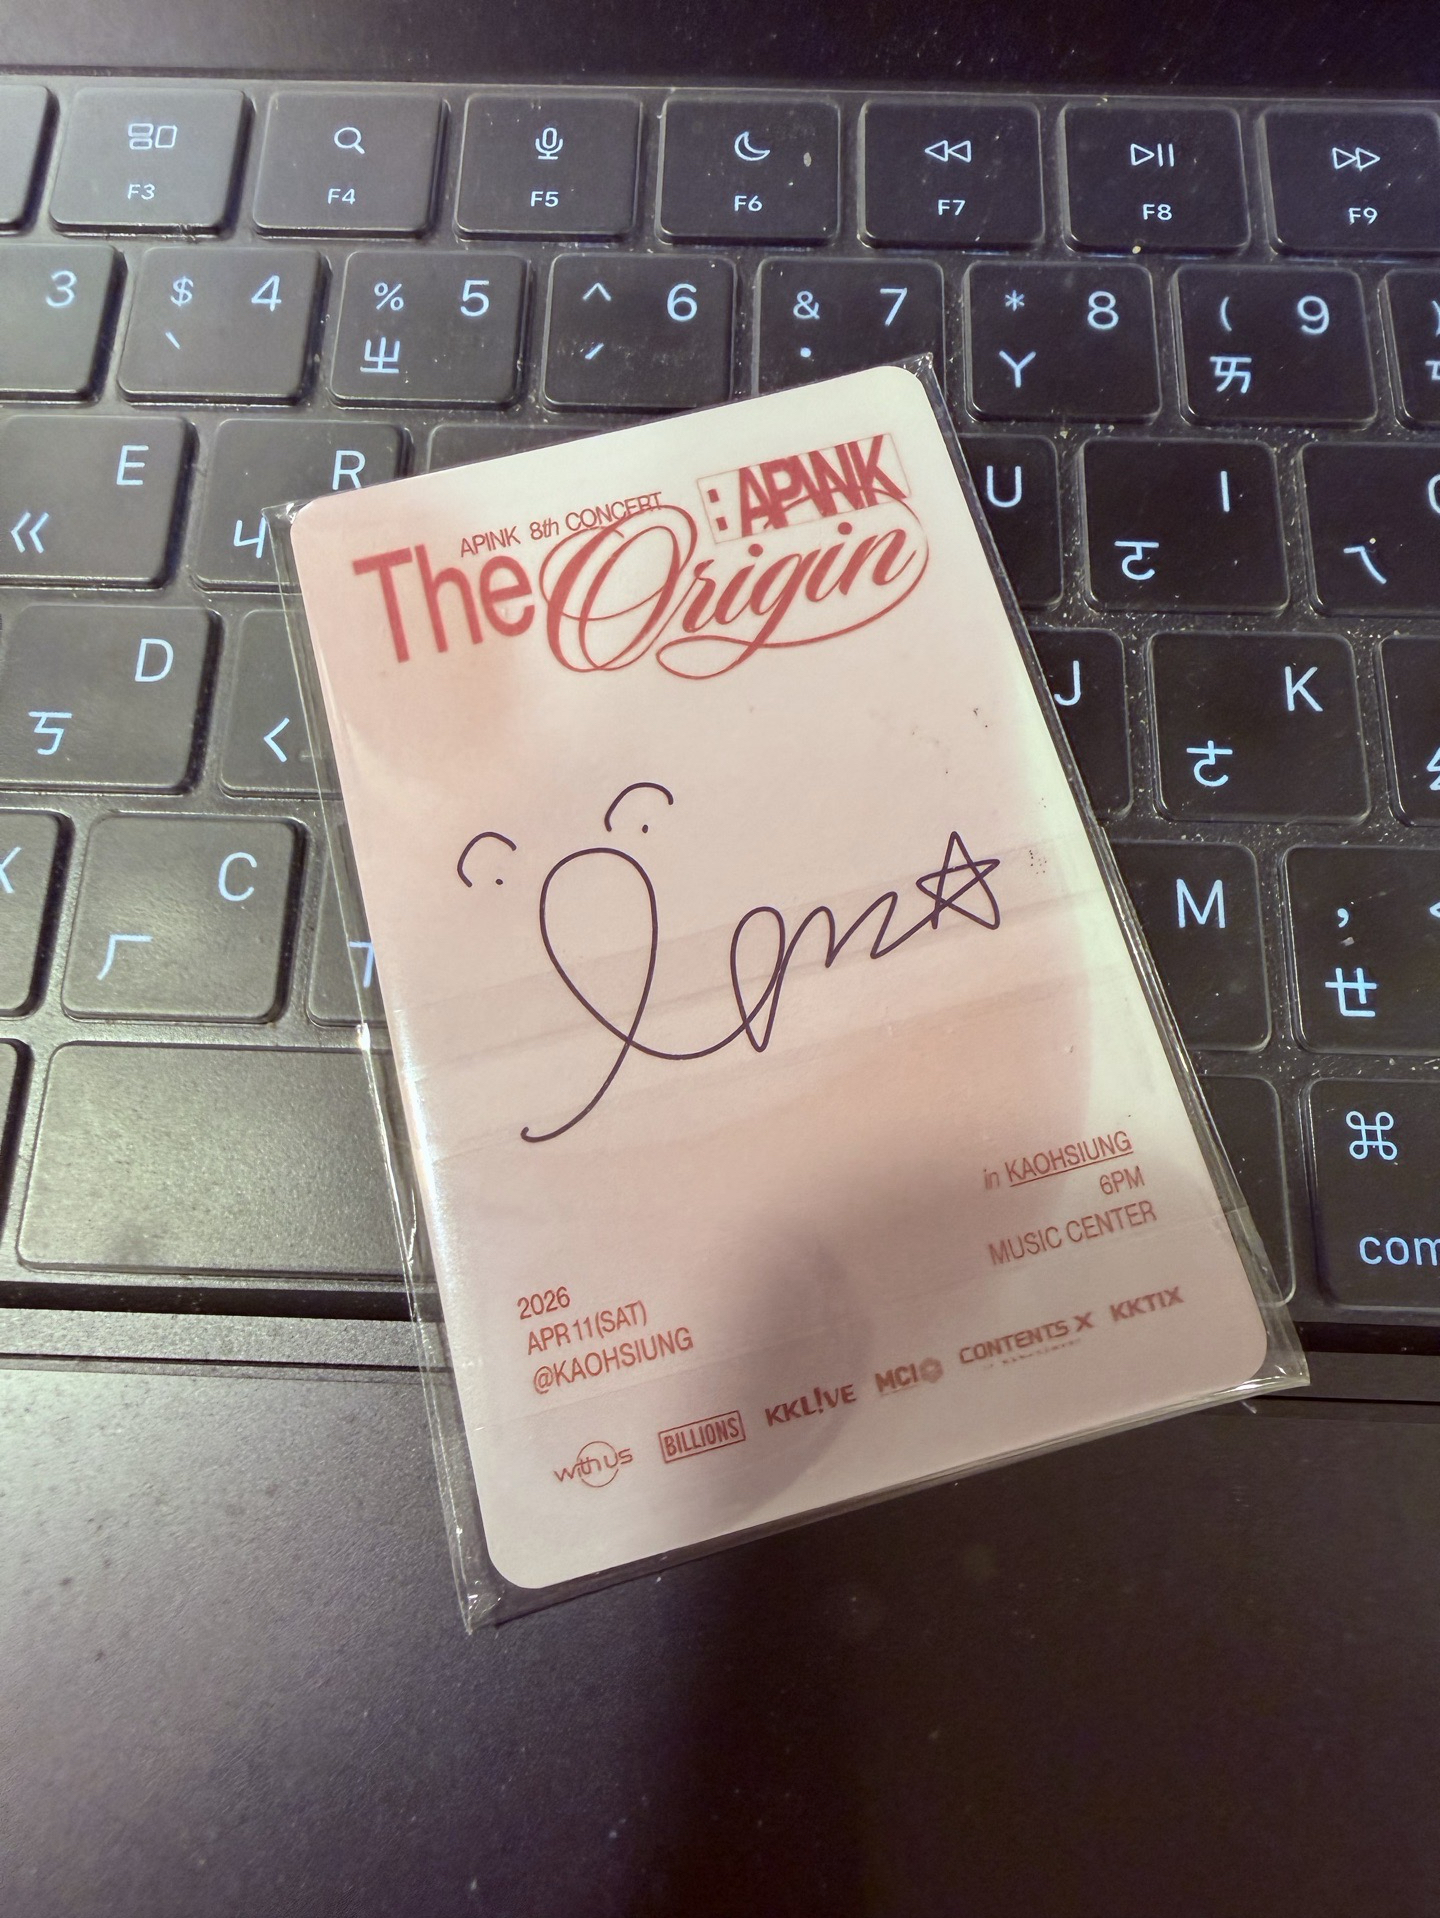 F3 F4 F5 F6 F7 F8 F9
3 $ 4 ˋ % 5 ㄓ ^ 6 ˊ & 7 ˙ * 8 ㄚ ( 9 ㄞ
E ㄍ R ㄐ U I ㄛ
D ㄎ ㄑ J K ㄜ
C ㄏ M , ㄝ
⌘
APINK 8th CONCERT
:APINK
The Origin
in KAOHSIUNG
6PM
MUSIC CENTER
2026
APR 11(SAT)
@KAOHSIUNG
with US BILLIONS KKL!VE MCI CONTENTS X KKTIX